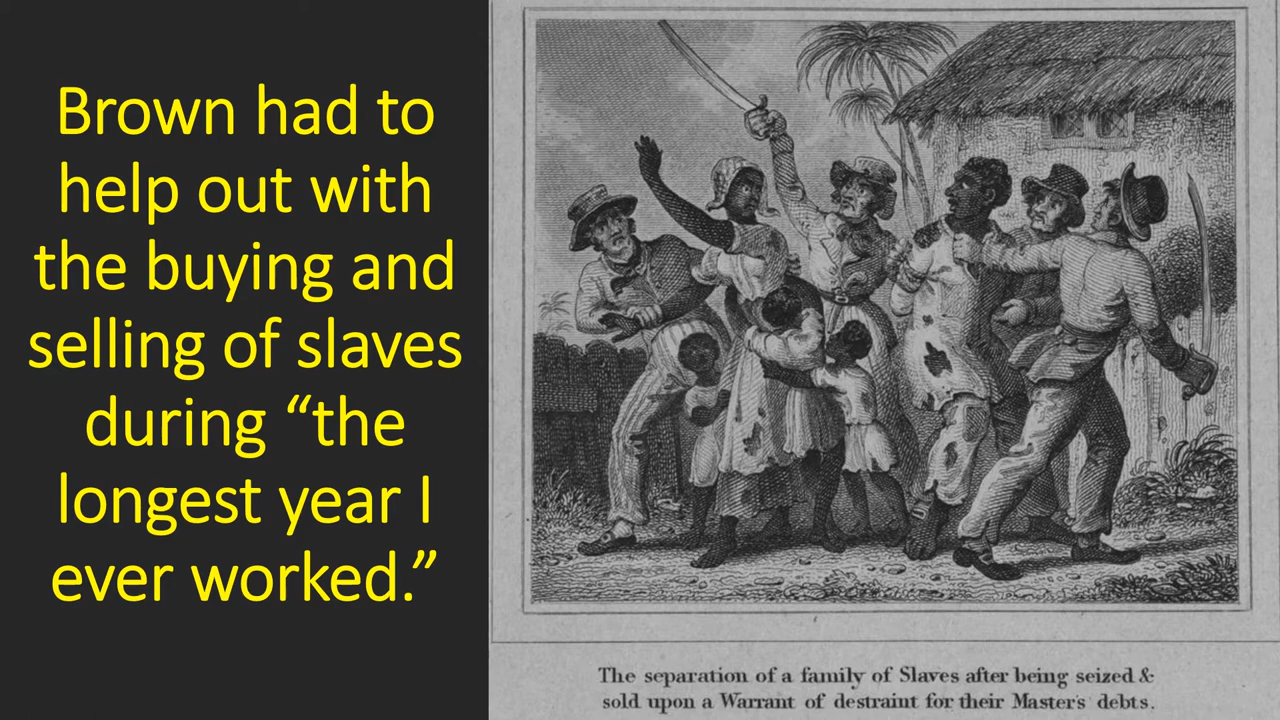 Brown had to
help out with
the buying and
selling of slaves
during “the
longest year I
ever worked.”
The separation of a family of Slaves after being seized &
sold upon a Warrant of destraint for their Master's debts.